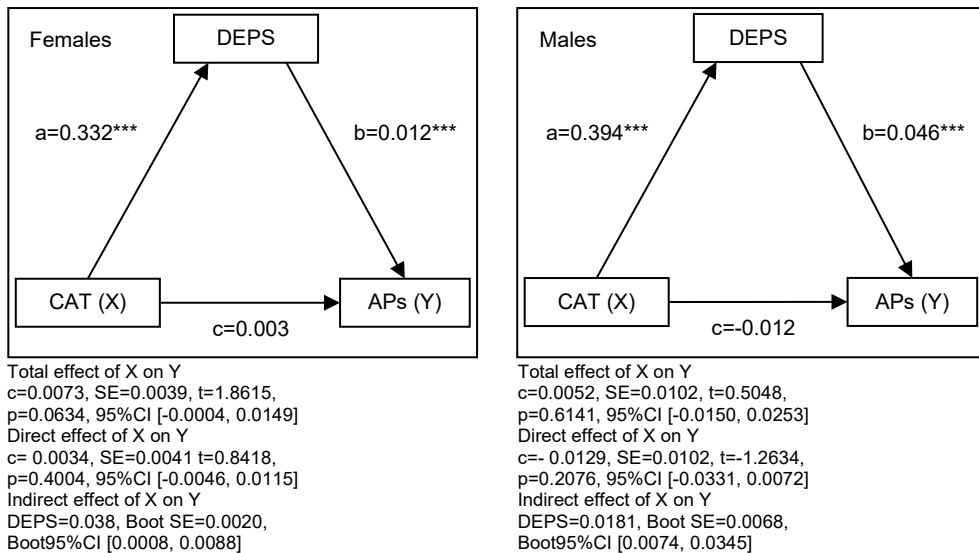 Females
DEPS
a=0.332***
b=0.012***
CAT (X)
APs (Y)
c=0.003
Total effect of X on Y
c=0.0073, SE=0.0039, t=1.8615,
p=0.0634, 95%CI [-0.0004, 0.0149]
Direct effect of X on Y
c= 0.0034, SE=0.0041 t=0.8418,
p=0.4004, 95%CI [-0.0046, 0.0115]
Indirect effect of X on Y
DEPS=0.038, Boot SE=0.0020,
Boot95%CI [0.0008, 0.0088]
Males
DEPS
a=0.394***
b=0.046***
CAT (X)
APs (Y)
c=-0.012
Total effect of X on Y
c=0.0052, SE=0.0102, t=0.5048,
p=0.6141, 95%CI [-0.0150, 0.0253]
Direct effect of X on Y
c=- 0.0129, SE=0.0102, t=-1.2634,
p=0.2076, 95%CI [-0.0331, 0.0072]
Indirect effect of X on Y
DEPS=0.0181, Boot SE=0.0068,
Boot95%CI [0.0074, 0.0345]